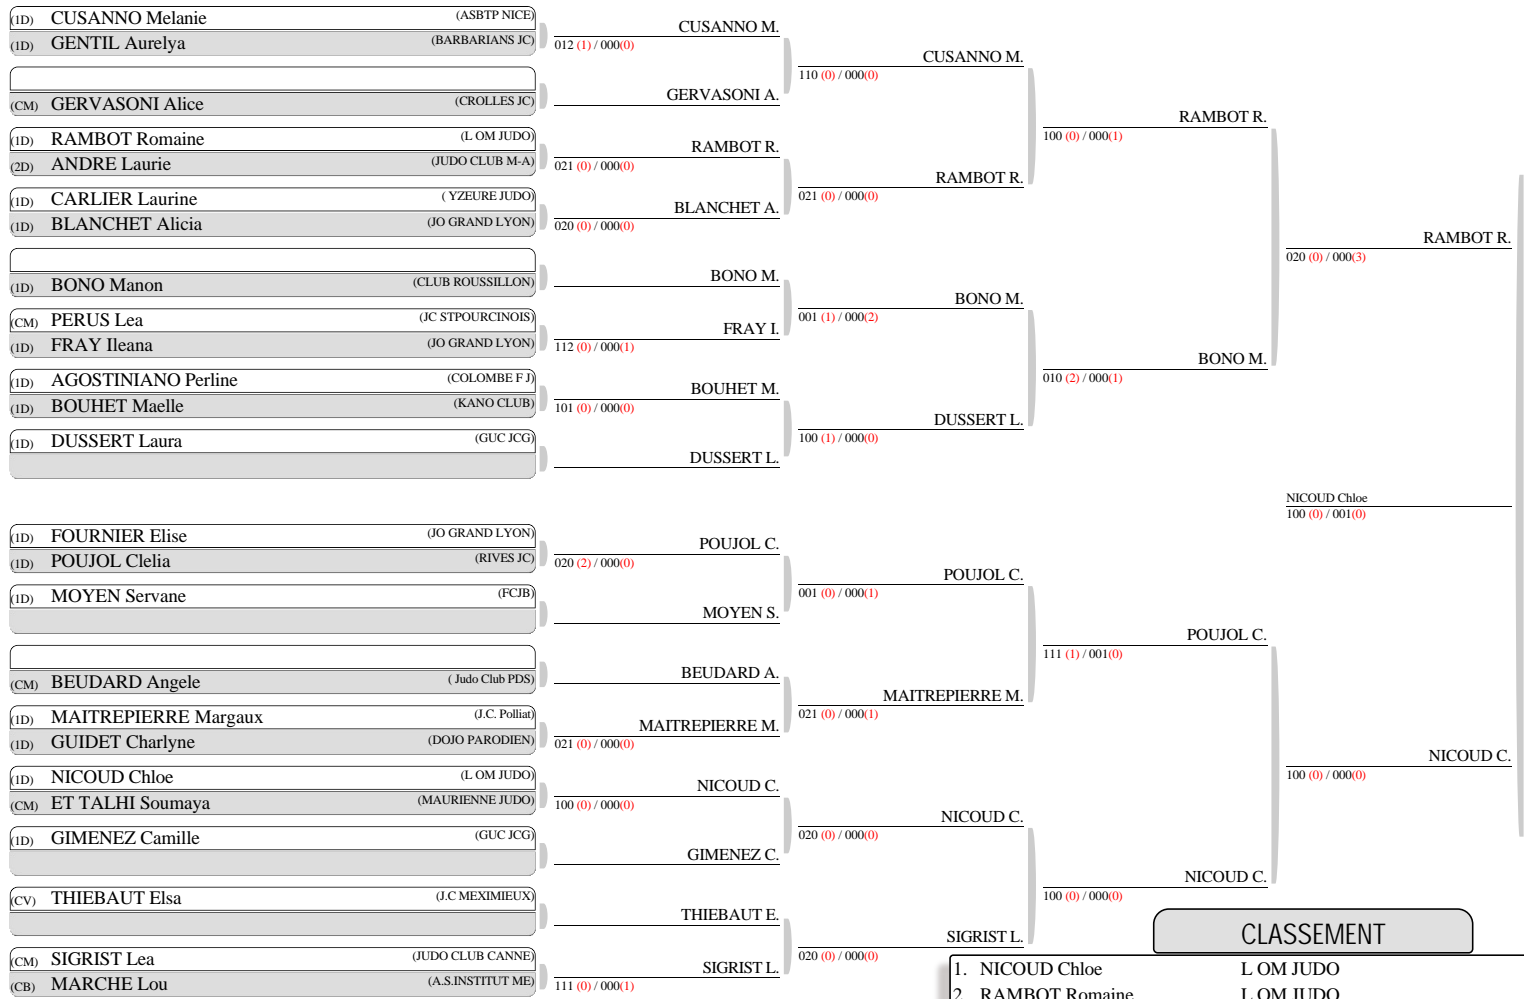 (1D) CUSANNO Melanie (ASBTP NICE)
(1D) GENTIL Aurelya (BARBARIANS JC)
(CM) GERVASONI Alice (CROLLES JC)
(1D) RAMBOT Romaine (L OM JUDO)
(2D) ANDRE Laurie (JUDO CLUB M-A)
(1D) CARLIER Laurine ( YZEURE JUDO)
(1D) BLANCHET Alicia (JO GRAND LYON)
(1D) BONO Manon (CLUB ROUSSILLON)
(CM) PERUS Lea (JC STPOURCINOIS)
(1D) FRAY Ileana (JO GRAND LYON)
(1D) AGOSTINIANO Perline (COLOMBE F J)
(1D) BOUHET Maelle (KANO CLUB)
(1D) DUSSERT Laura (GUC JCG)
(1D) FOURNIER Elise (JO GRAND LYON)
(1D) POUJOL Clelia (RIVES JC)
(1D) MOYEN Servane (FCJB)
(CM) BEUDARD Angele ( Judo Club PDS)
(1D) MAITREPIERRE Margaux (J.C. Polliat)
(1D) GUIDET Charlyne (DOJO PARODIEN)
(1D) NICOUD Chloe (L OM JUDO)
(CM) ET TALHI Soumaya (MAURIENNE JUDO)
(1D) GIMENEZ Camille (GUC JCG)
(CV) THIEBAUT Elsa (J.C MEXIMIEUX)
(CM) SIGRIST Lea (JUDO CLUB CANNE)
(CB) MARCHE Lou (A.S.INSTITUT ME)
CUSANNO M.
012 (1) / 000(0)
GERVASONI A.
RAMBOT R.
021 (0) / 000(0)
BLANCHET A.
020 (0) / 000(0)
BONO M.
FRAY I.
112 (0) / 000(1)
BOUHET M.
101 (0) / 000(0)
DUSSERT L.
POUJOL C.
020 (2) / 000(0)
MOYEN S.
BEUDARD A.
MAITREPIERRE M.
021 (0) / 000(0)
NICOUD C.
100 (0) / 000(0)
GIMENEZ C.
THIEBAUT E.
SIGRIST L.
111 (0) / 000(1)
CUSANNO M.
110 (0) / 000(0)
RAMBOT R.
021 (0) / 000(0)
BONO M.
001 (1) / 000(2)
DUSSERT L.
100 (1) / 000(0)
POUJOL C.
001 (0) / 000(1)
MAITREPIERRE M.
021 (0) / 000(1)
NICOUD C.
020 (0) / 000(0)
SIGRIST L.
020 (0) / 000(0)
RAMBOT R.
100 (0) / 000(1)
BONO M.
010 (2) / 000(1)
POUJOL C.
111 (1) / 001(0)
NICOUD C.
100 (0) / 000(0)
RAMBOT R.
020 (0) / 000(3)
NICOUD Chloe
100 (0) / 001(0)
NICOUD C.
100 (0) / 000(0)
CLASSEMENT
1. NICOUD Chloe L OM JUDO
2. RAMBOT Romaine L OM JUDO